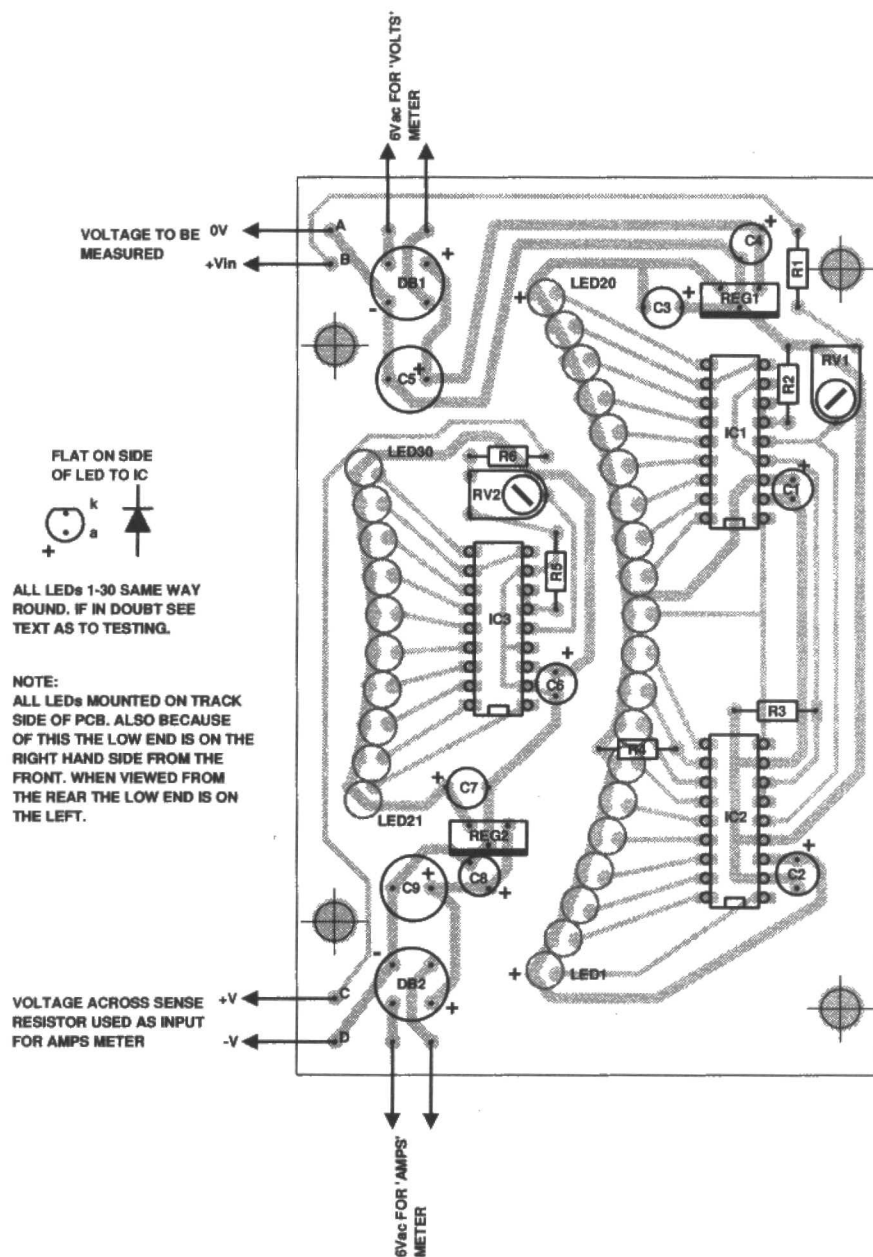 6Vac FOR 'VOLTS'
METER
VOLTAGE TO BE
MEASURED
0V
+Vin
A
B
DB1
+
-
C5
+
C4
+
R1
LED20
+
C3
+
REG1
R2
RV1
IC1
C1
+
FLAT ON SIDE
OF LED TO IC
k
a
+
LED30
R6
RV2
R5
IC3
C6
+
ALL LEDs 1-30 SAME WAY
ROUND. IF IN DOUBT SEE
TEXT AS TO TESTING.
NOTE:
ALL LEDs MOUNTED ON TRACK
SIDE OF PCB. ALSO BECAUSE
OF THIS THE LOW END IS ON THE
RIGHT HAND SIDE FROM THE
FRONT. WHEN VIEWED FROM
THE REAR THE LOW END IS ON
THE LEFT.
R3
R4
IC2
C2
+
+
C7
LED21
REG2
C8
+
C9
+
-
DB2
+
+
LED1
VOLTAGE ACROSS SENSE
RESISTOR USED AS INPUT
FOR AMPS METER
+V
-V
C
D
6Vac FOR 'AMPS'
METER